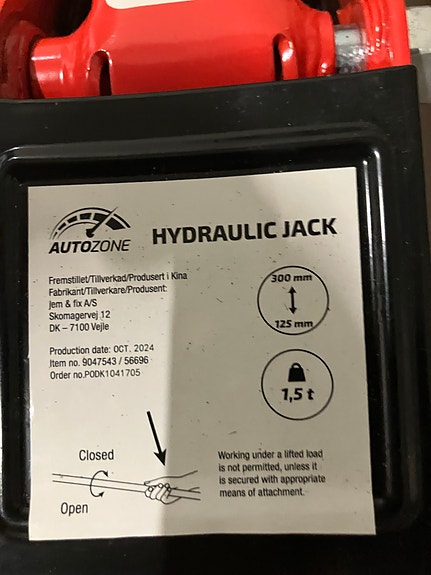 AUTOZONE
HYDRAULIC JACK
Fremstillet/Tillverkad/Produsert i Kina
Fabrikant/Tillverkare/Produsent:
Jem & fix A/S
Skomagervej 12
DK – 7100 Vejle
300 mm
125 mm
Production date: OCT. 2024
Item no. 9047543 / 56696
Order no.PODK1041705
1,5 t
Closed
Open
Working under a lifted load
is not permitted, unless it
is secured with appropriate
means of attachment.